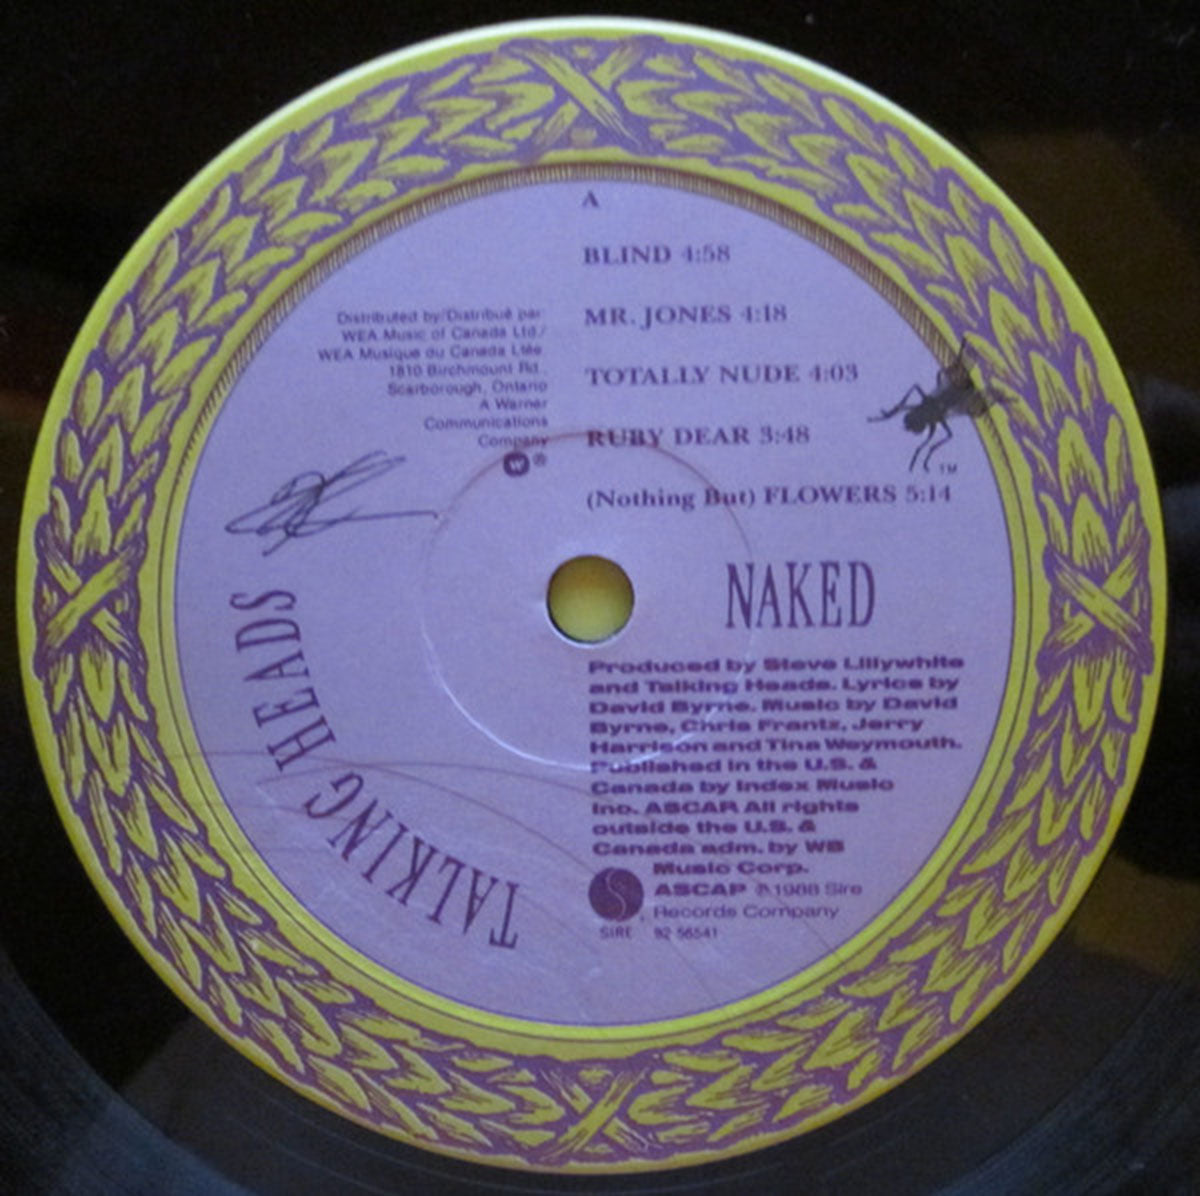 A
BLIND 4:58
MR. JONES 4:18
TOTALLY NUDE 4:03
RUBY DEAR 3:48
(Nothing But) FLOWERS 5:14
Distributed by/Distribué par
WEA Music of Canada Ltd./
WEA Musique du Canada Ltée.
1810 Birchmount Rd.,
Scarborough, Ontario
A Warner
Communications
Company
W ®
TM
TALKING HEADS
NAKED
Produced by Steve Lillywhite
and Talking Heads. Lyrics by
David Byrne. Music by David
Byrne, Chris Frantz, Jerry
Harrison and Tina Weymouth.
Published in the U.S. &
Canada by Index Music
Inc. ASCAP. All rights
outside the U.S. &
Canada adm. by WB
Music Corp.
ASCAP ℗ 1988 Sire
Records Company
SIRE 92 56541